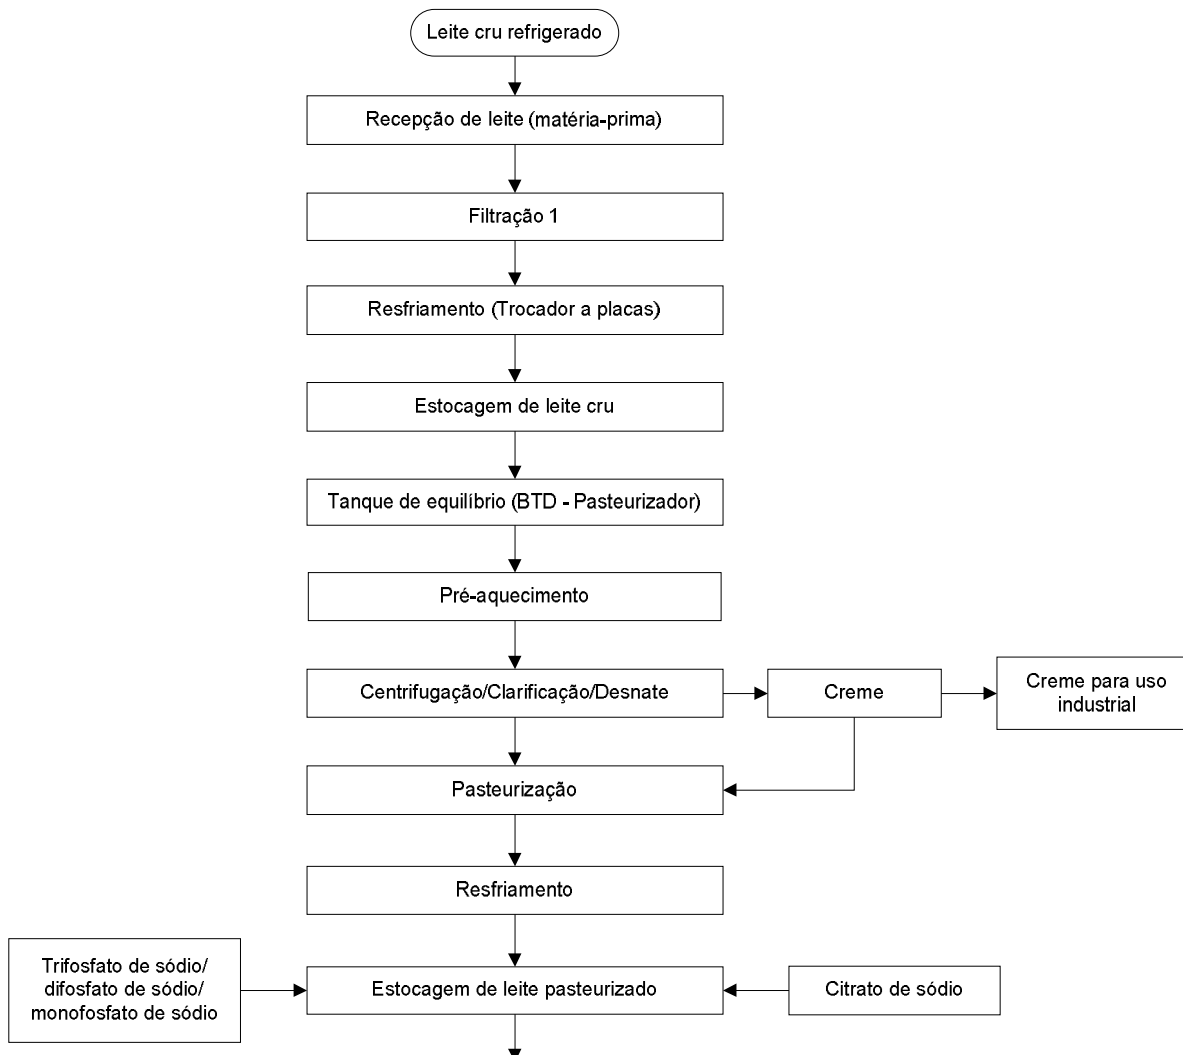 Leite cru refrigerado
Recepção de leite (matéria-prima)
Filtração 1
Resfriamento (Trocador a placas)
Estocagem de leite cru
Tanque de equilíbrio (BTD - Pasteurizador)
Pré-aquecimento
Centrifugação/Clarificação/Desnate
Creme
Creme para uso
industrial
Pasteurização
Resfriamento
Trifosfato de sódio/
difosfato de sódio/
monofosfato de sódio
Estocagem de leite pasteurizado
Citrato de sódio